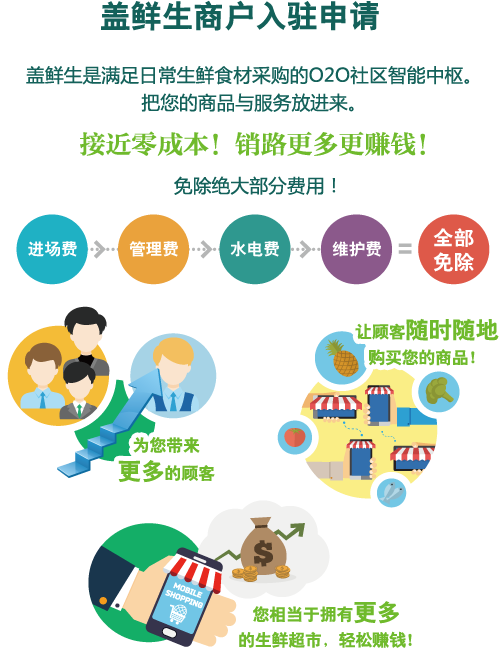 盖鲜生商户入驻申请
盖鲜生是满足日常生鲜食材采购的O2O社区智能中枢。
把您的商品与服务放进来。
接近零成本！销路更多更赚钱！
免除绝大部分费用！
进场费
管理费
水电费
维护费
=
全部
免除
让顾客随时随地
购买您的商品！
为您带来
更多的顾客
MOBILE
SHOPPING
$
您相当于拥有更多
的生鲜超市，轻松赚钱！